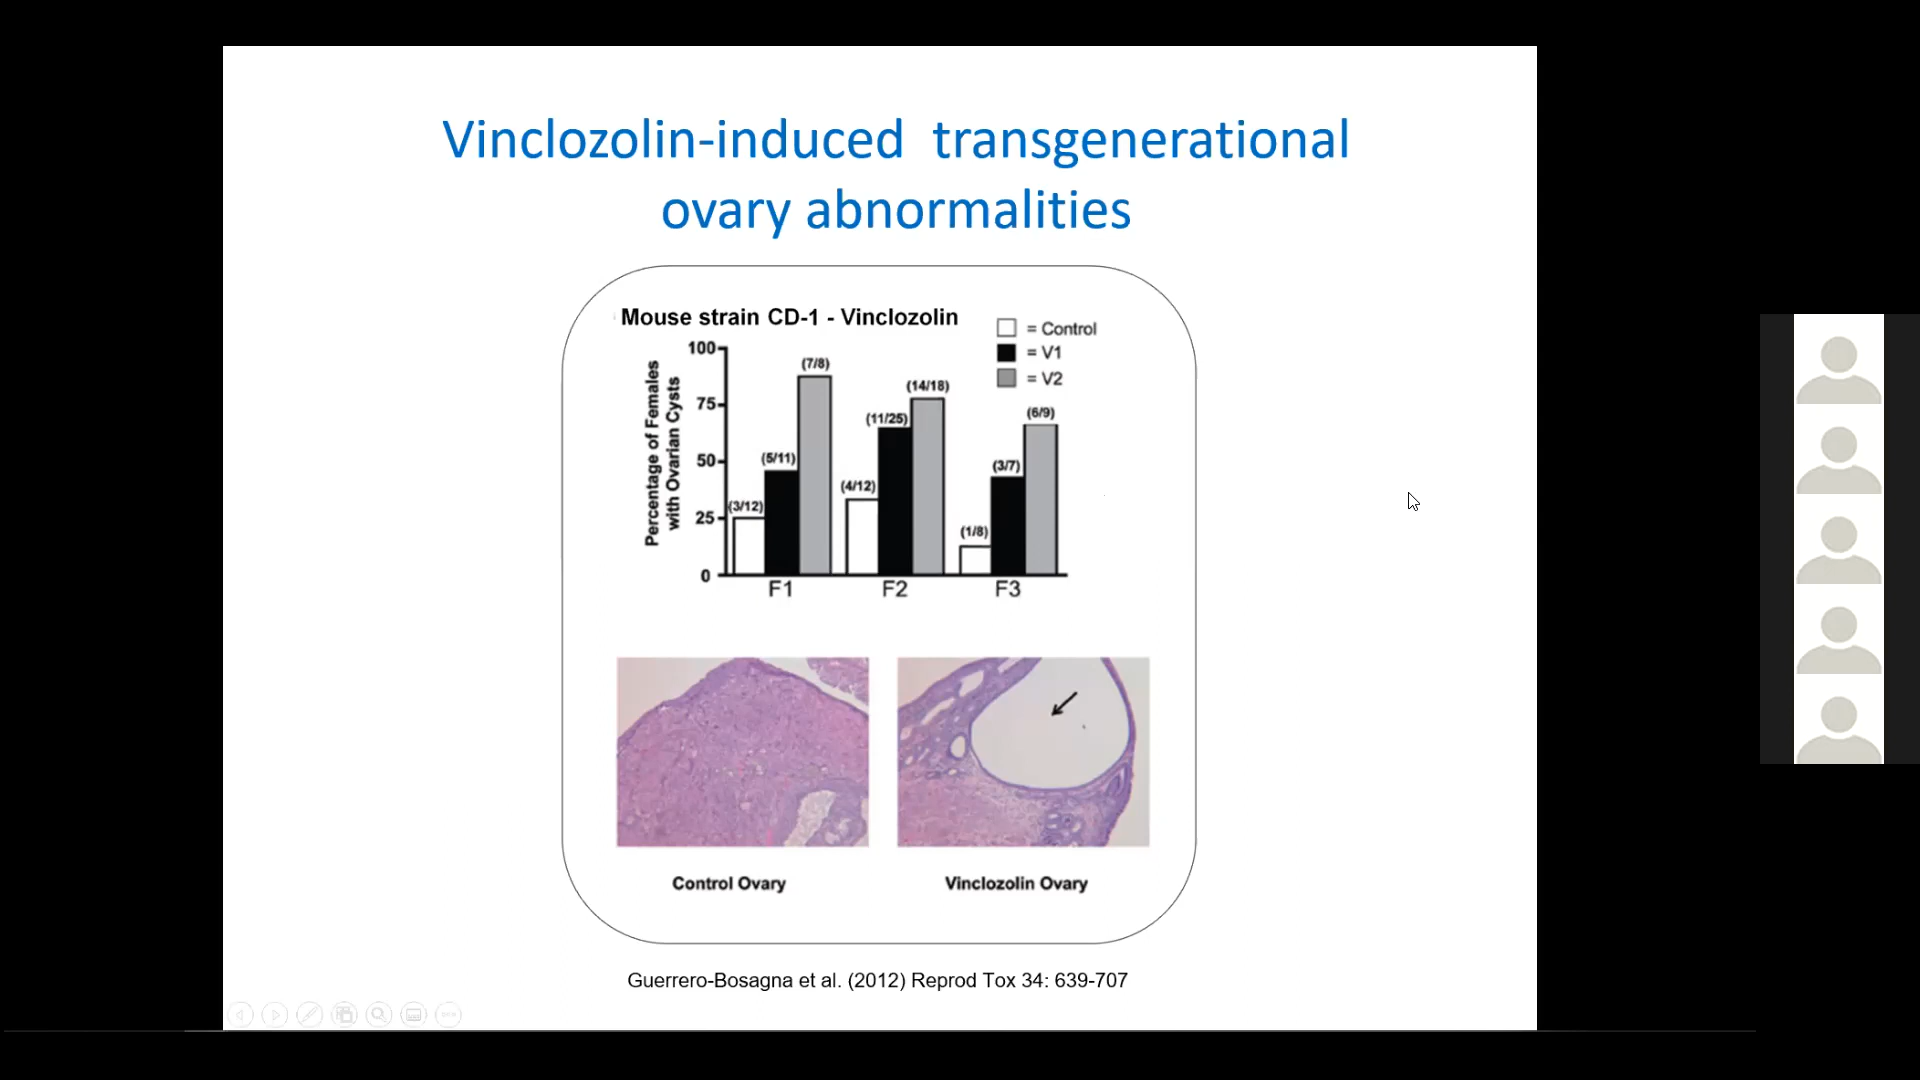 Vinclozolin-induced transgenerational
ovary abnormalities
Mouse strain CD-1 - Vinclozolin
= Control
= V1
= V2
Percentage of Females
with Ovarian Cysts
100
75
50
25
0
(3/12)
(5/11)
(7/8)
(4/12)
(11/25)
(14/18)
(1/8)
(3/7)
(6/9)
F1
F2
F3
Control Ovary
Vinclozolin Ovary
Guerrero-Bosagna et al. (2012) Reprod Tox 34: 639-707